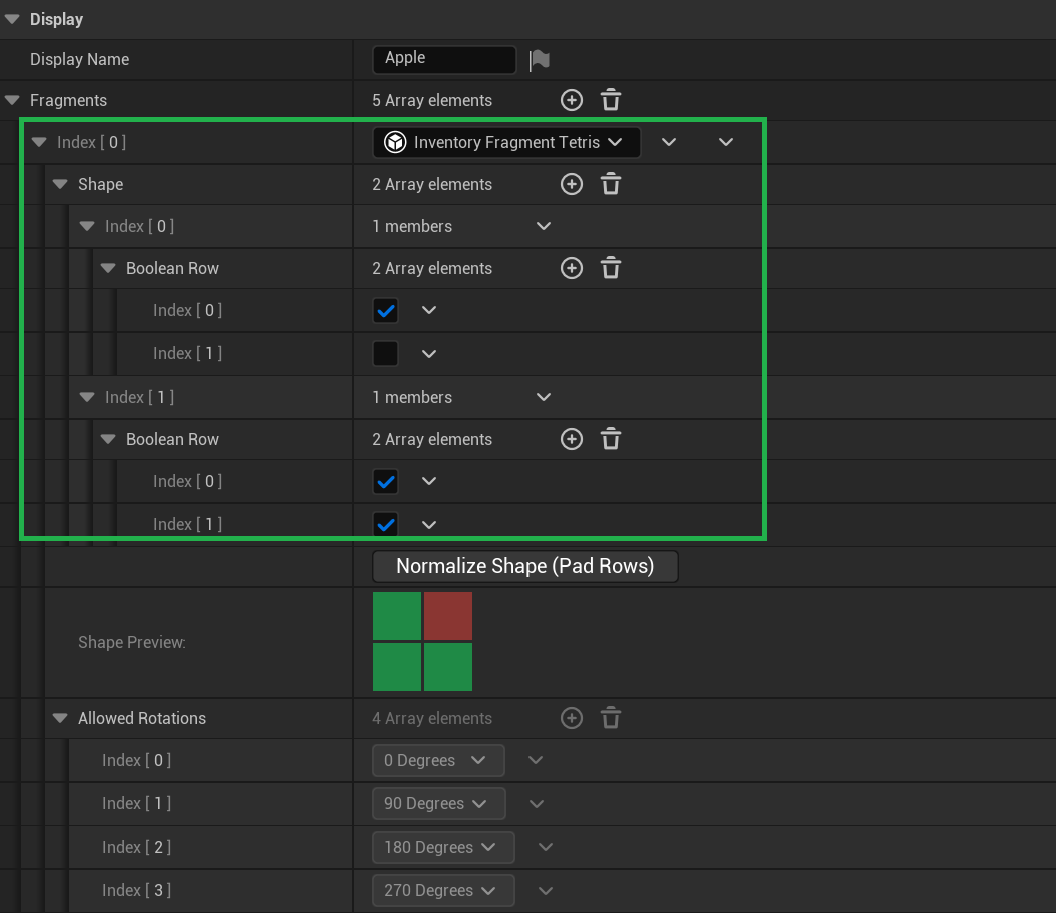 Display
Display Name Apple
Fragments 5 Array elements
Index [ 0 ] Inventory Fragment Tetris
Shape 2 Array elements
Index [ 0 ] 1 members
Boolean Row 2 Array elements
Index [ 0 ]
Index [ 1 ]
Index [ 1 ] 1 members
Boolean Row 2 Array elements
Index [ 0 ]
Index [ 1 ]
Normalize Shape (Pad Rows)
Shape Preview:
Allowed Rotations 4 Array elements
Index [ 0 ] 0 Degrees
Index [ 1 ] 90 Degrees
Index [ 2 ] 180 Degrees
Index [ 3 ] 270 Degrees